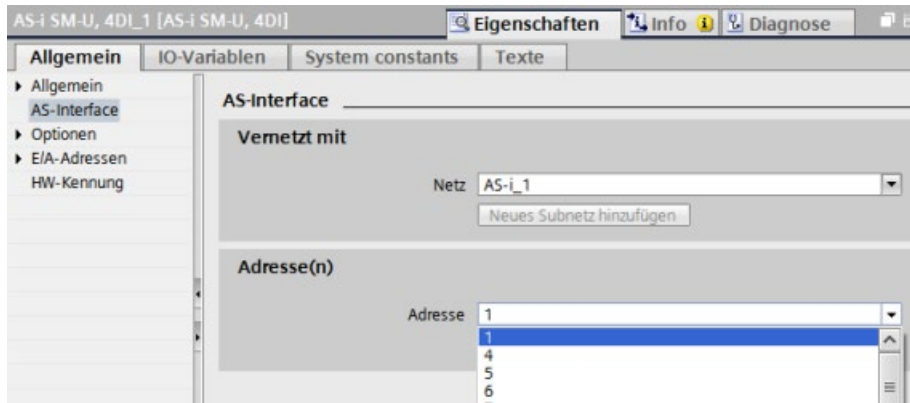 AS-i SM-U, 4DI_1 [AS-i SM-U, 4DI]
Eigenschaften
Info
Diagnose
Allgemein
IO-Variablen
System constants
Texte
Allgemein
AS-Interface
Optionen
E/A-Adressen
HW-Kennung
AS-Interface
Vernetzt mit
Netz AS-i_1
Neues Subnetz hinzufügen
Adresse(n)
Adresse 1
1
4
5
6